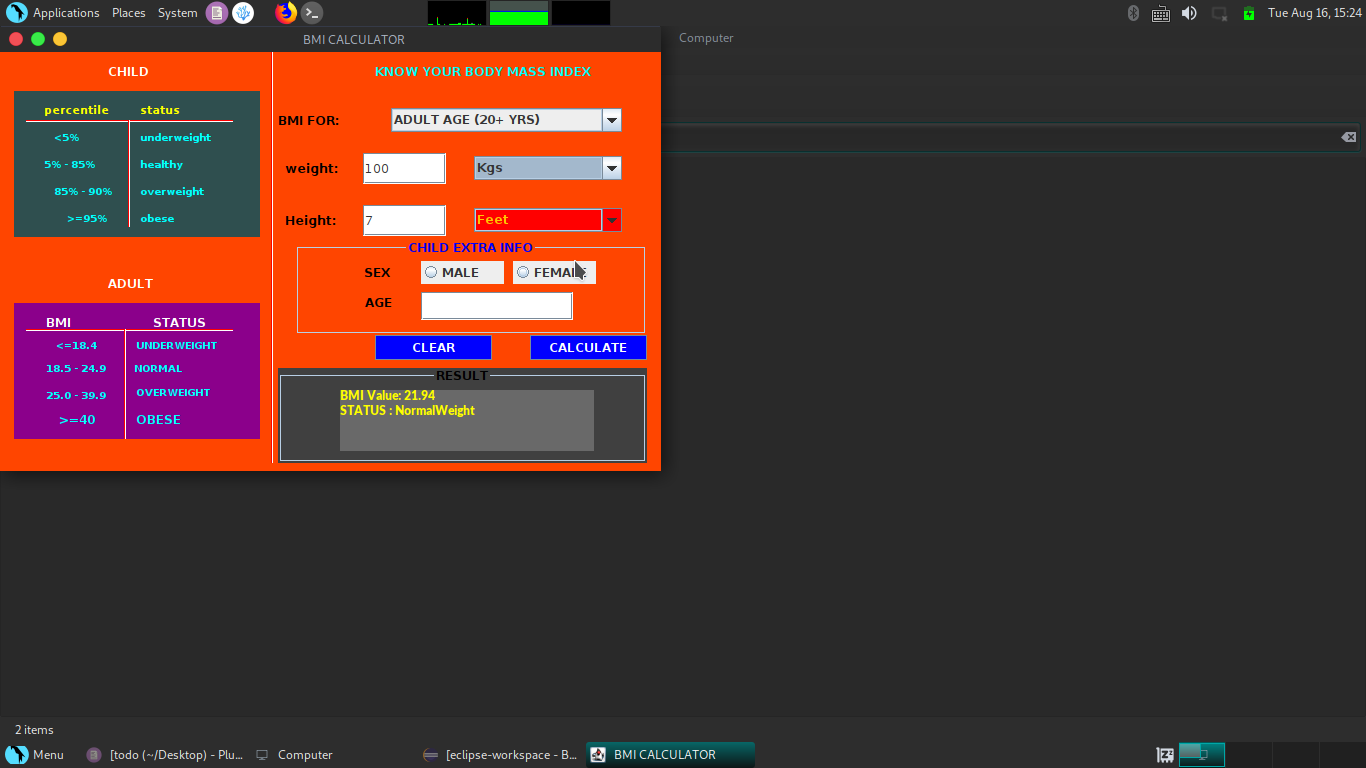 Applications Places System
Tue Aug 16, 15:24
BMI CALCULATOR
Computer
CHILD
percentile status
<5% underweight
5% - 85% healthy
85% - 90% overweight
>=95% obese
ADULT
BMI STATUS
<=18.4 UNDERWEIGHT
18.5 - 24.9 NORMAL
25.0 - 39.9 OVERWEIGHT
>=40 OBESE
KNOW YOUR BODY MASS INDEX
BMI FOR: ADULT AGE (20+ YRS)
weight: 100 Kgs
Height: 7 Feet
CHILD EXTRA INFO
SEX MALE
AGE
CLEAR CALCULATE
RESULT
BMI Value: 21.94
STATUS : NormalWeight
2 items
Menu [todo (~/Desktop) - Plu... Computer [eclipse-workspace - B... BMI CALCULATOR